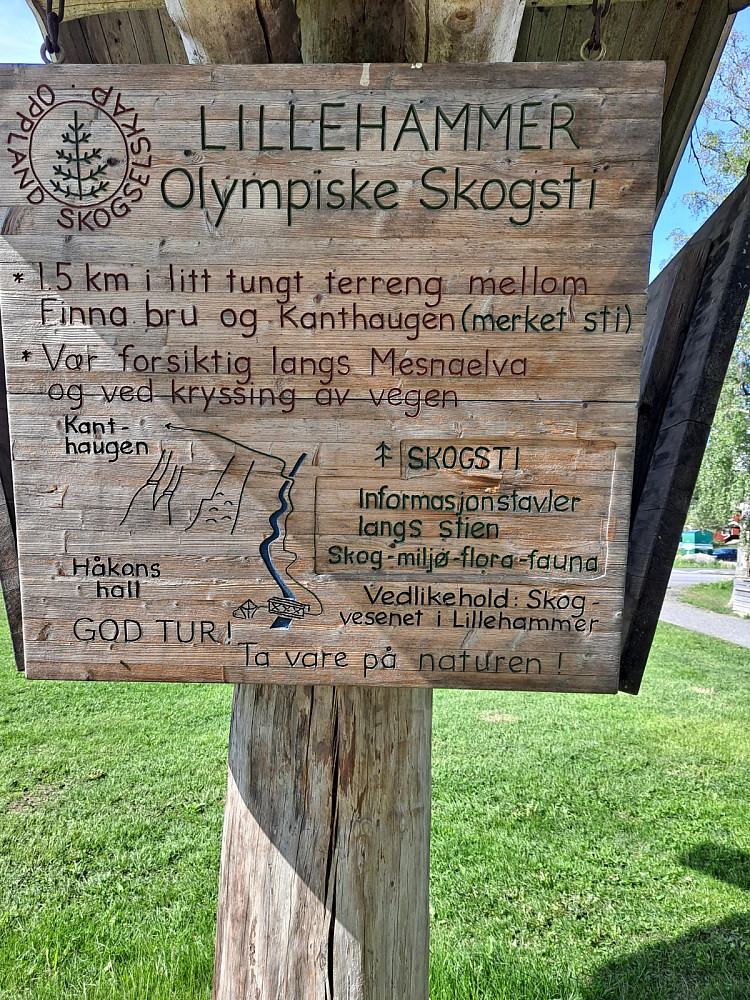 OPPLAND SKOGSELSKAP
LILLEHAMMER
Olympiske Skogsti
* 1.5 km i litt tungt terreng mellom
Finna bru og Kanthaugen (merket sti)
* Vær forsiktig langs Mesnaelva
og ved kryssing av vegen
Kant-
haugen
SKOGSTI
Informasjonstavler
langs stien
Skog-miljø-flora-fauna
Håkons
hall
Vedlikehold: Skog-
vesenet i Lillehammer
GOD TUR!
Ta vare på naturen!